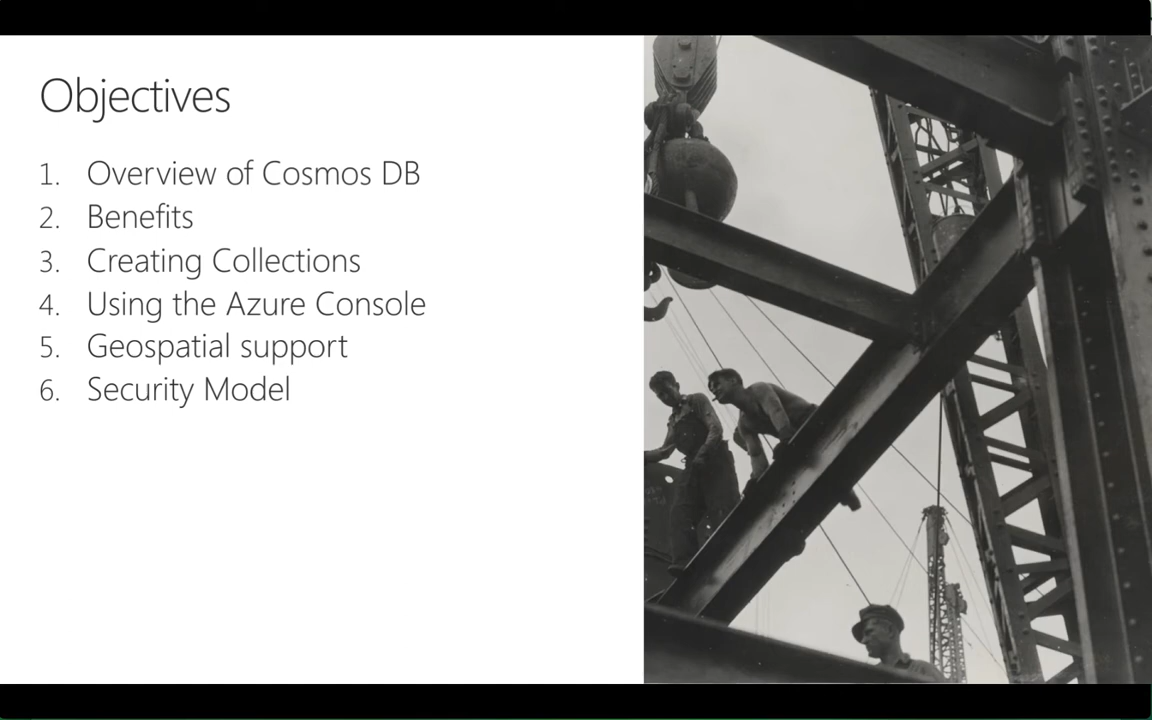 Objectives
1. Overview of Cosmos DB
2. Benefits
3. Creating Collections
4. Using the Azure Console
5. Geospatial support
6. Security Model